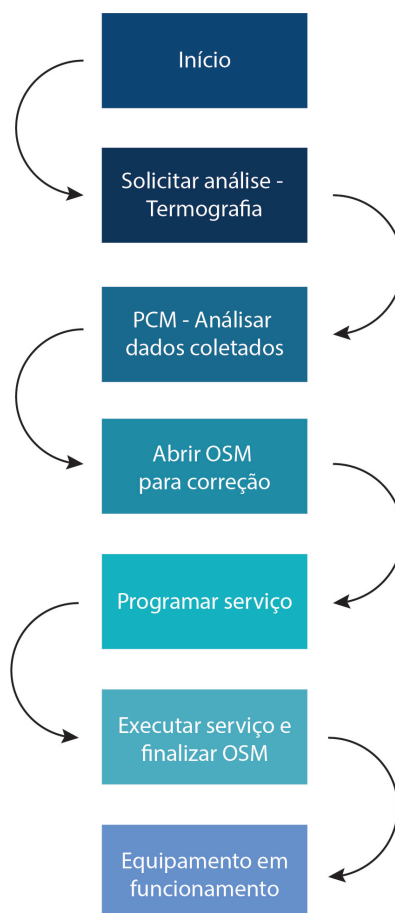 Início
Solicitar análise -
Termografia
PCM - Análisar
dados coletados
Abrir OSM
para correção
Programar serviço
Executar serviço e
finalizar OSM
Equipamento em
funcionamento